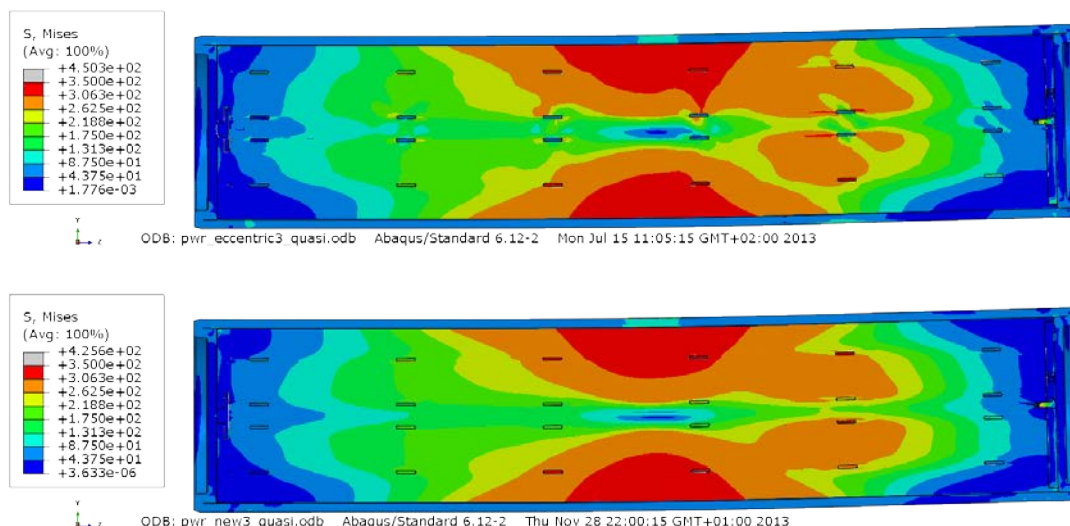 S, Mises
(Avg: 100%)
+4.503e+02
+3.500e+02
+3.063e+02
+2.625e+02
+2.188e+02
+1.750e+02
+1.313e+02
+8.750e+01
+4.375e+01
+1.776e-03
Y
Z
ODB: pwr_eccentric3_quasi.odb Abaqus/Standard 6.12-2 Mon Jul 15 11:05:15 GMT+02:00 2013
S, Mises
(Avg: 100%)
+4.256e+02
+3.500e+02
+3.063e+02
+2.625e+02
+2.188e+02
+1.750e+02
+1.313e+02
+8.750e+01
+4.375e+01
+3.633e-06
Y
ODB: pwr_new3_quasi.odb Abaqus/Standard 6.12-2 Thu Nov 28 22:00:15 GMT+01:00 2013